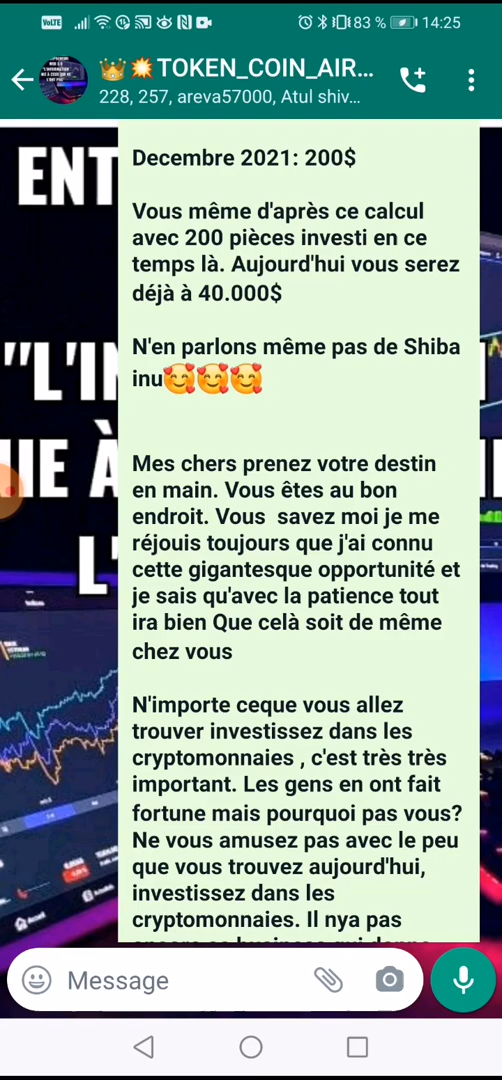 VoLTE
83 %
14:25
👑💥TOKEN_COIN_AIR...
228, 257, areva57000, Atul shiv...
ENT
Decembre 2021: 200$
Vous même d'après ce calcul
avec 200 pièces investi en ce
temps là. Aujourd'hui vous serez
déjà à 40.000$
"L'IN
N'en parlons même pas de Shiba
inu🥰🥰🥰
UE À
L'
Mes chers prenez votre destin
en main. Vous êtes au bon
endroit. Vous  savez moi je me
réjouis toujours que j'ai connu
cette gigantesque opportunité et
je sais qu'avec la patience tout
ira bien Que celà soit de même
chez vous
N'importe ceque vous allez
trouver investissez dans les
cryptomonnaies , c'est très très
important. Les gens en ont fait
fortune mais pourquoi pas vous?
Ne vous amusez pas avec le peu
que vous trouvez aujourd'hui,
investissez dans les
cryptomonnaies. Il nya pas
Message